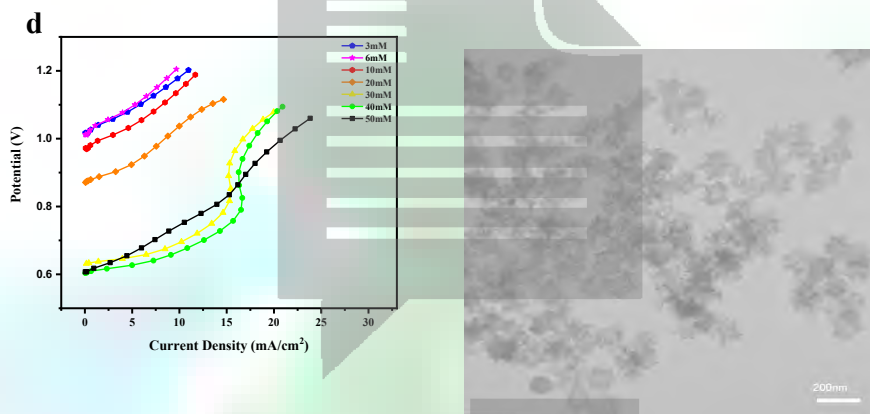 d
3mM
6mM
10mM
20mM
30mM
40mM
50mM
1.2
1.0
0.8
0.6
Potential (V)
0 5 10 15 20 25 30
Current Density (mA/cm²)
200nm